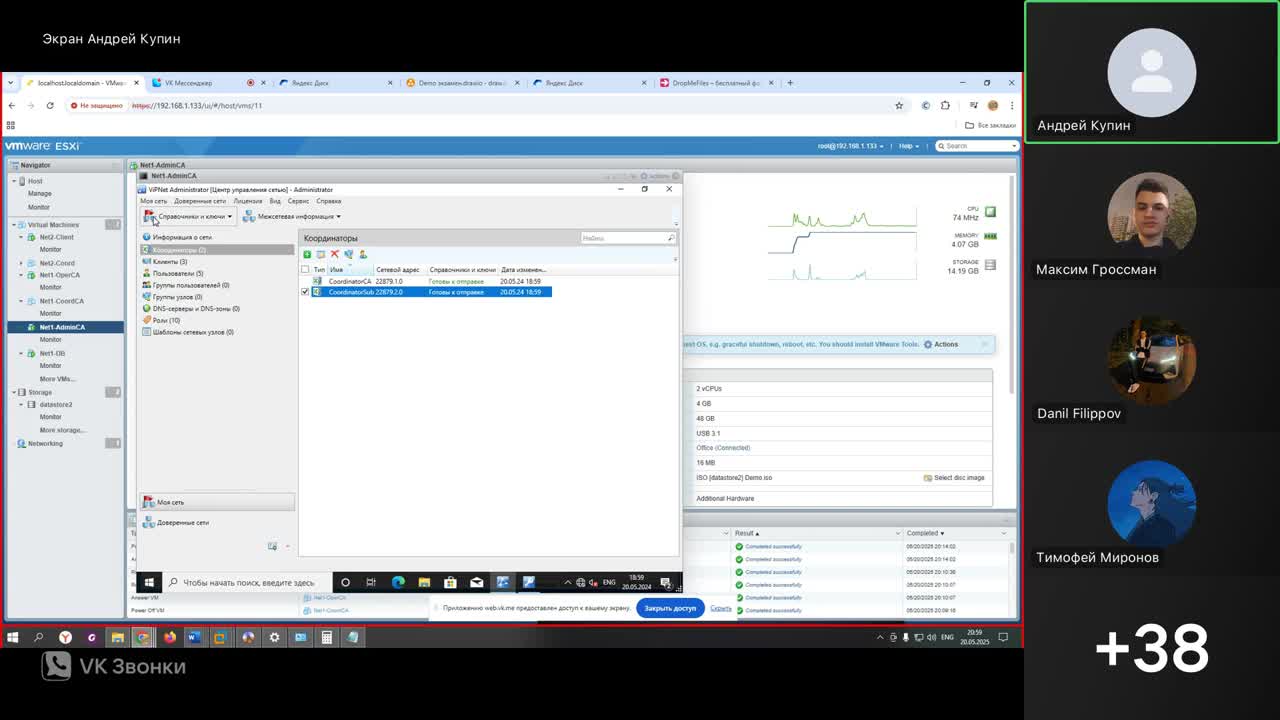 Экран Андрей Купин
localhost.localdomain - VMwa
VK Мессенджер
Яндекс Диск
Demo экзамен.drawio - draw
Яндекс Диск
DropMeFiles – бесплатный ф
Не защищено
https://192.168.1.133/ui/#/host/vms/11
Все закладки
vmware ESXi
root@192.168.1.133
Help
Search
Navigator
Host
Manage
Monitor
Virtual Machines
Net2-Client
Monitor
Net2-Coord
Net1-OperCA
Monitor
Net1-CoordCA
Monitor
Net1-AdminCA
Monitor
Net1-DB
Monitor
More VMs...
Storage
datastore2
Monitor
More storage...
Networking
Net1-AdminCA
Net1-AdminCA
Actions
ViPNet Administrator [Центр управления сетью] - Administrator
Моя сеть Доверенные сети Лицензия Вид Сервис Справка
Справочники и ключи
Межсетевая информация
Информация о сети
Координаторы (2)
Клиенты (3)
Пользователи (5)
Группы пользователей (0)
Группы узлов (0)
DNS-серверы и DNS-зоны (0)
Роли (10)
Шаблоны сетевых узлов (0)
Моя сеть
Доверенные сети
Координаторы
Найти
Тип Имя Сетевой адрес Справочники и ключи Дата изменен...
CoordinatorCA 22879.1.0 Готовы к отправке 20.05.24 18:59
CoordinatorSub 22879.2.0 Готовы к отправке 20.05.24 18:59
Чтобы начать поиск, введите здесь
ENG
18:59
20.05.2024
CPU
74 MHz
MEMORY
4.07 GB
STORAGE
14.19 GB
est OS, e.g. graceful shutdown, reboot, etc. You should install VMware Tools.
Actions
2 vCPUs
4 GB
48 GB
USB 3.1
Office (Connected)
16 MB
ISO [datastore2] Demo.iso
Select disc image
Additional Hardware
Result
Completed
Completed successfully
05/20/2025 20:14:02
Completed successfully
05/20/2025 20:14:02
Completed successfully
05/20/2025 20:10:36
Completed successfully
05/20/2025 20:10:07
Completed successfully
05/20/2025 20:10:07
Completed successfully
05/20/2025 20:09:16
Answer VM
Net1-CoordCA
Power Off VM
Net1-CoordCA
Приложению web.vk.me предоставлен доступ к вашему экрану.
Закрыть доступ
Скрыть
ENG
20:59
20.05.2025
VK Звонки
Андрей Купин
Максим Гроссман
Danil Filippov
Тимофей Миронов
+38